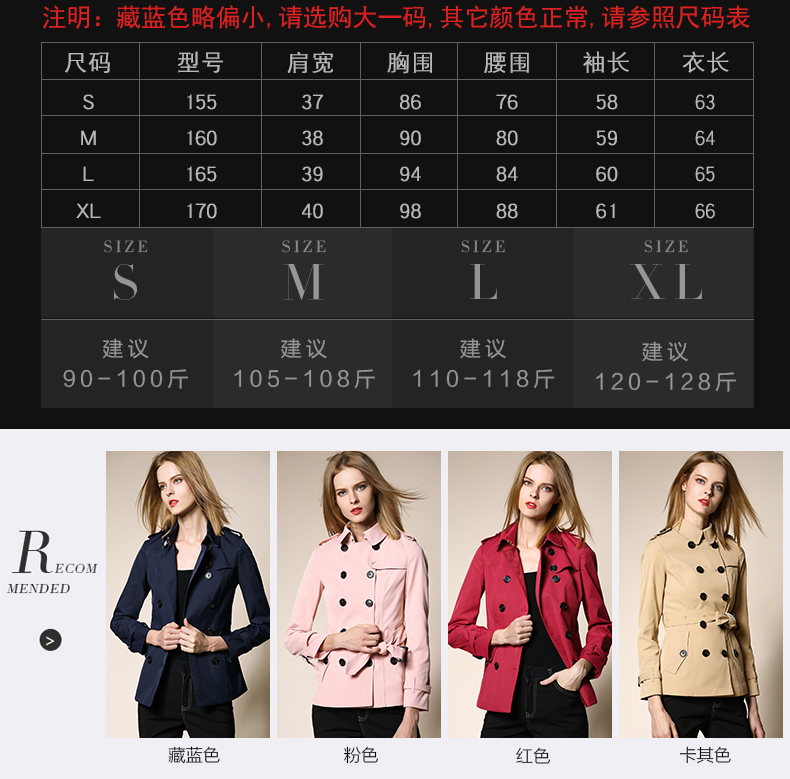 注明：藏蓝色略偏小，请选购大一码，其它颜色正常，请参照尺码表
尺码 型号 肩宽 胸围 腰围 袖长 衣长
S 155 37 86 76 58 63
M 160 38 90 80 59 64
L 165 39 94 84 60 65
XL 170 40 98 88 61 66
SIZE SIZE SIZE SIZE
S M L XL
建议 建议 建议 建议
90-100斤 105-108斤 110-118斤 120-128斤
RECOM
MENDED
>
藏蓝色 粉色 红色 卡其色